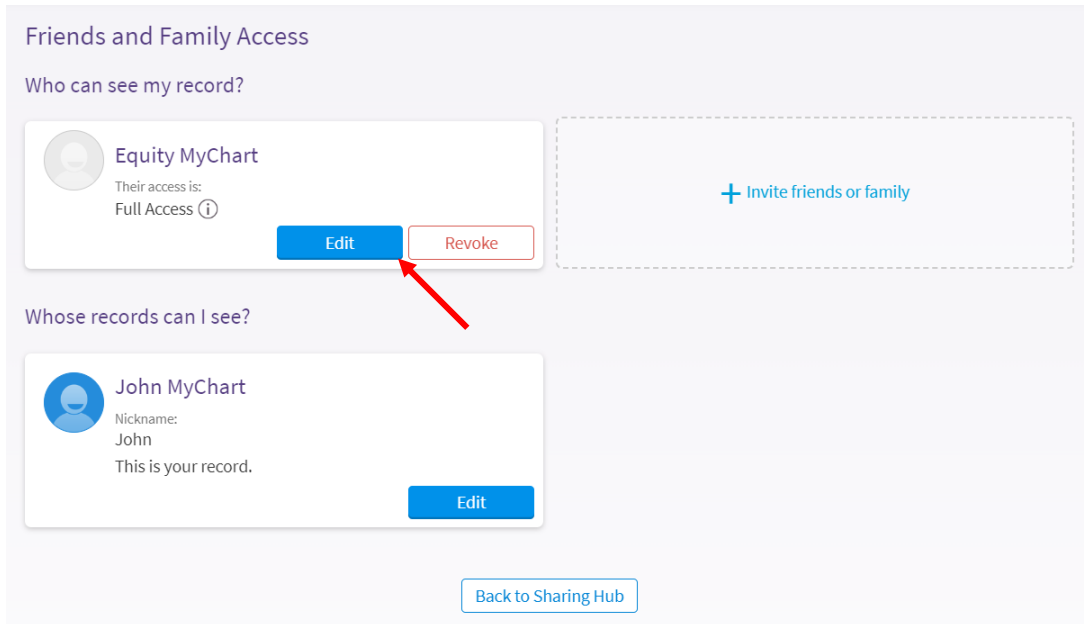 Friends and Family Access
Who can see my record?
Equity MyChart
Their access is:
Full Access
Edit
Revoke
Invite friends or family
Whose records can I see?
John MyChart
Nickname:
John
This is your record.
Edit
Back to Sharing Hub